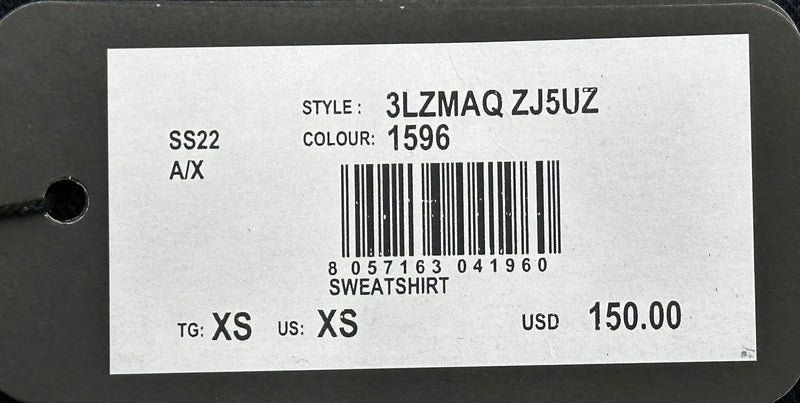 STYLE: 3LZMAQ ZJ5UZ
SS22 COLOUR: 1596
A/X
8 057163 041960
SWEATSHIRT
TG: XS US: XS USD 150.00